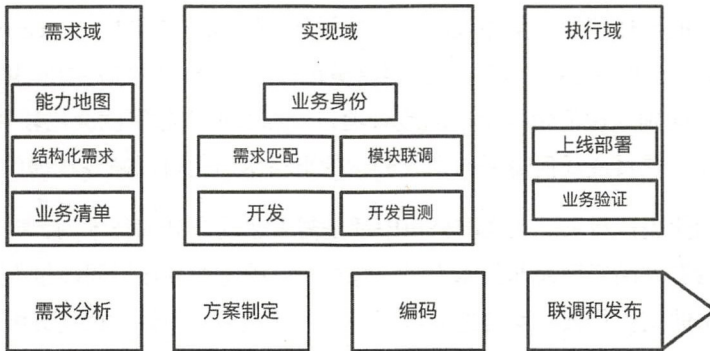 需求域
能力地图
结构化需求
业务清单
实现域
业务身份
需求匹配
模块联调
开发
开发自测
执行域
上线部署
业务验证
需求分析
方案制定
编码
联调和发布